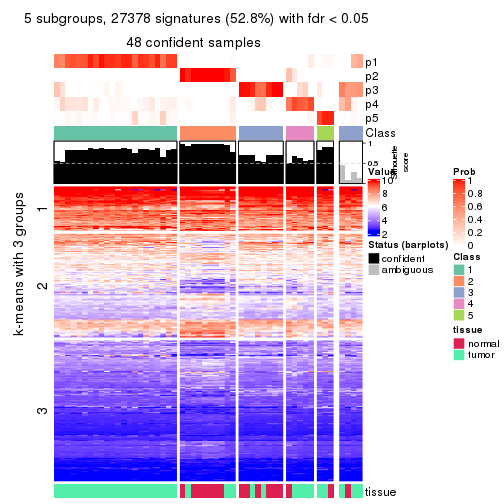 5 subgroups, 27378 signatures (52.8%) with fdr < 0.05
48 confident samples
p1
p2
p3
p4
p5
Class
1
0.5
0
Silhouette
score
k-means with 3 groups
1
2
3
tissue
Value
10
8
6
4
2
Status (barplots)
confident
ambiguous
Prob
1
0.8
0.6
0.4
0.2
0
Class
1
2
3
4
5
tissue
normal
tumor